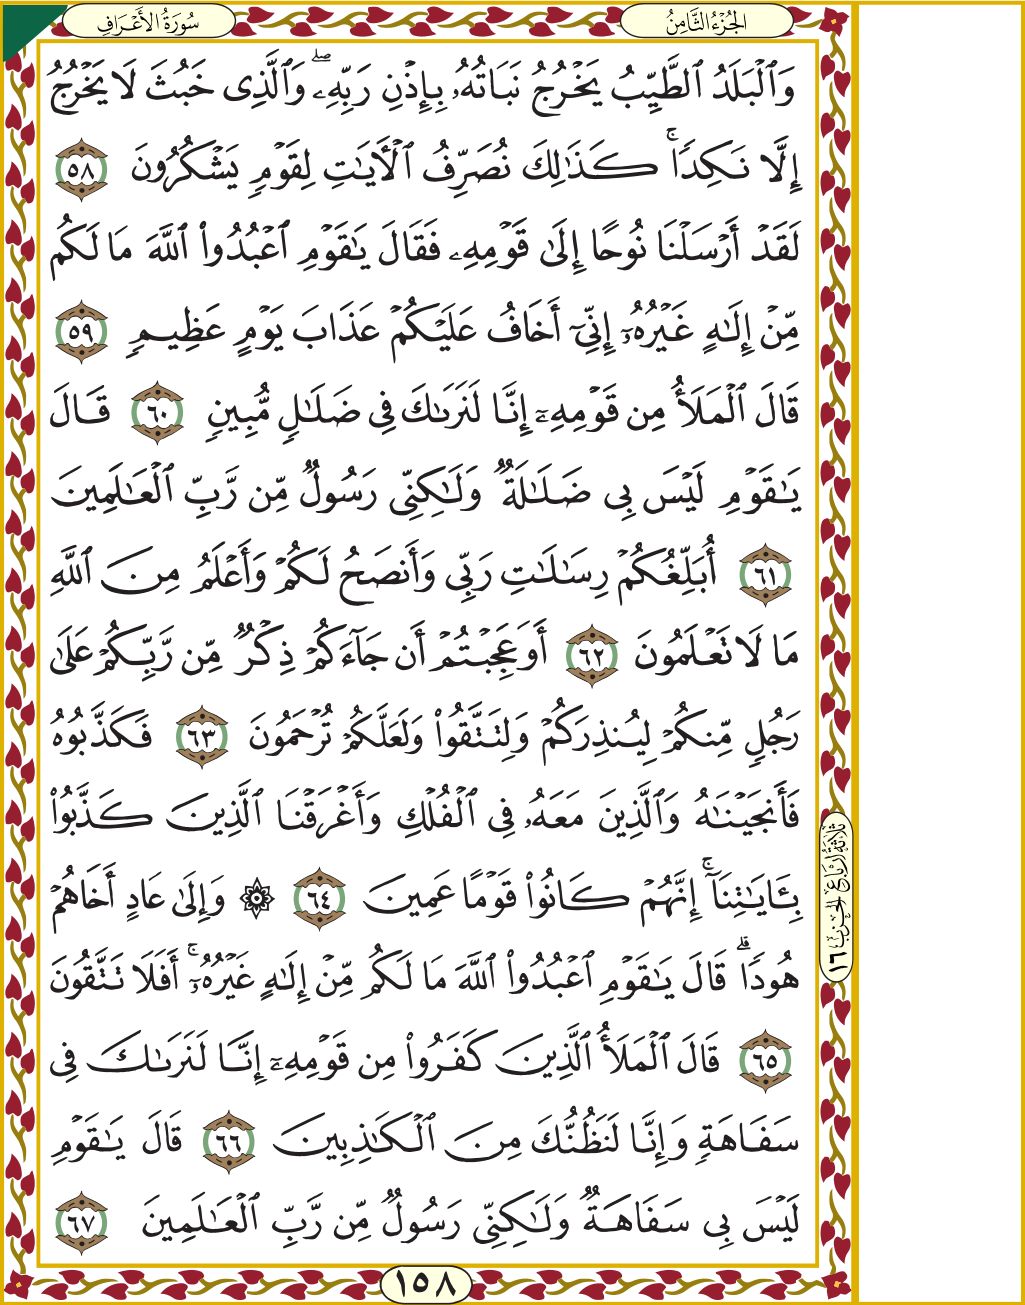 سُورَةُ الأَعْرَافِ
الجُزْءُ الثَّامِنُ
وَٱلْبَلَدُ ٱلطَّيِّبُ يَخْرُجُ نَبَاتُهُۥ بِإِذْنِ رَبِّهِۦۖ وَٱلَّذِى خَبُثَ لَا يَخْرُجُ
إِلَّا نَكِدًاۚ كَذَٰلِكَ نُصَرِّفُ ٱلْأَيَٰتِ لِقَوْمٍ يَشْكُرُونَ ٥٨
لَقَدْ أَرْسَلْنَا نُوحًا إِلَىٰ قَوْمِهِۦ فَقَالَ يَٰقَوْمِ ٱعْبُدُوا۟ ٱللَّهَ مَا لَكُم
مِّنْ إِلَٰهٍ غَيْرُهُۥٓ إِنِّىٓ أَخَافُ عَلَيْكُمْ عَذَابَ يَوْمٍ عَظِيمٍ ٥٩
قَالَ ٱلْمَلَأُ مِن قَوْمِهِۦٓ إِنَّا لَنَرَىٰكَ فِى ضَلَٰلٍ مُّبِينٍ ٦٠ قَالَ
يَٰقَوْمِ لَيْسَ بِى ضَلَٰلَةٌ وَلَٰكِنِّى رَسُولٌ مِّن رَّبِّ ٱلْعَٰلَمِينَ
٦١ أُبَلِّغُكُمْ رِسَٰلَٰتِ رَبِّى وَأَنصَحُ لَكُمْ وَأَعْلَمُ مِنَ ٱللَّهِ
مَا لَا تَعْلَمُونَ ٦٢ أَوَعَجِبْتُمْ أَن جَآءَكُمْ ذِكْرٌ مِّن رَّبِّكُمْ عَلَىٰ
رَجُلٍ مِّنكُمْ لِيُنذِرَكُمْ وَلِتَتَّقُوا۟ وَلَعَلَّكُمْ تُرْحَمُونَ ٦٣ فَكَذَّبُوهُ
فَأَنجَيْنَٰهُ وَٱلَّذِينَ مَعَهُۥ فِى ٱلْفُلْكِ وَأَغْرَقْنَا ٱلَّذِينَ كَذَّبُوا۟
بِـَٔايَٰتِنَآۚ إِنَّهُمْ كَانُوا۟ قَوْمًا عَمِينَ ٦٤ ۞ وَإِلَىٰ عَادٍ أَخَاهُمْ
هُودًاۗ قَالَ يَٰقَوْمِ ٱعْبُدُوا۟ ٱللَّهَ مَا لَكُم مِّنْ إِلَٰهٍ غَيْرُهُۥٓۚ أَفَلَا تَتَّقُونَ
٦٥ قَالَ ٱلْمَلَأُ ٱلَّذِينَ كَفَرُوا۟ مِن قَوْمِهِۦٓ إِنَّا لَنَرَىٰكَ فِى
سَفَاهَةٍ وَإِنَّا لَنَظُنُّكَ مِنَ ٱلْكَٰذِبِينَ ٦٦ قَالَ يَٰقَوْمِ
لَيْسَ بِى سَفَاهَةٌ وَلَٰكِنِّى رَسُولٌ مِّن رَّبِّ ٱلْعَٰلَمِينَ ٦٧
ثَلَاثَةُ أَرْبَاعِ الحِزْبِ ١٦
١٥٨